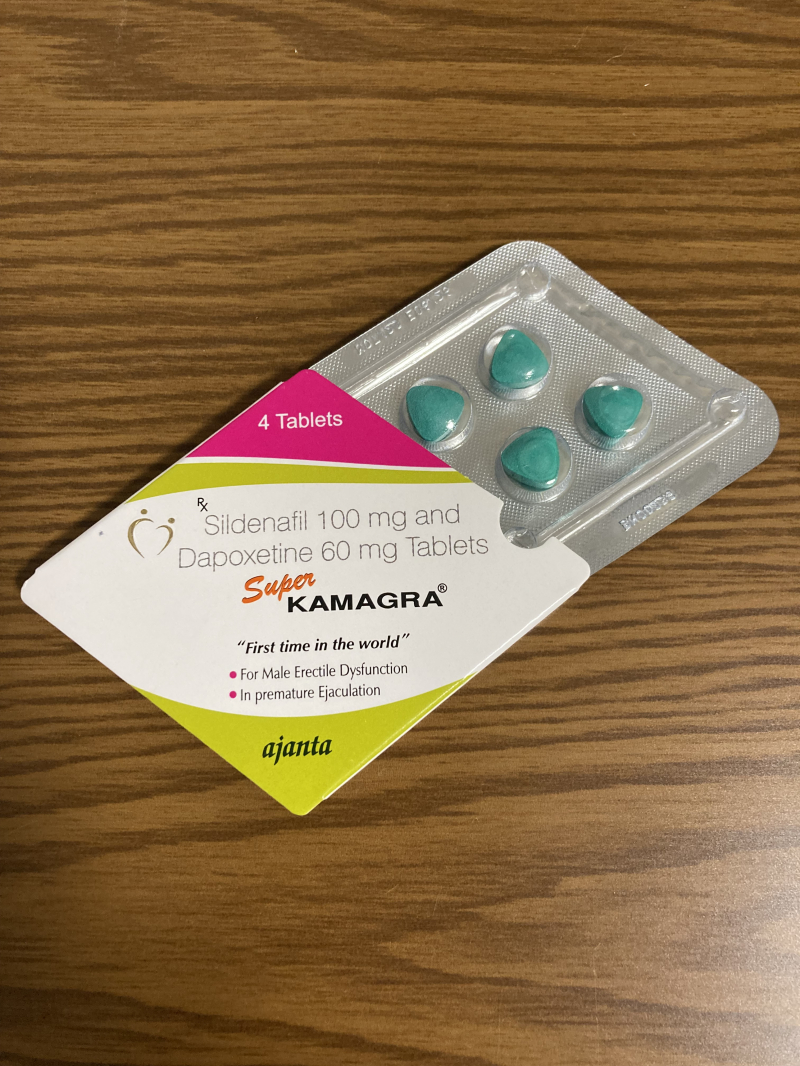 4 Tablets
Rx
Sildenafil 100 mg and
Dapoxetine 60 mg Tablets
Super
KAMAGRA®
“First time in the world”
• For Male Erectile Dysfunction
• In premature Ejaculation
ajanta